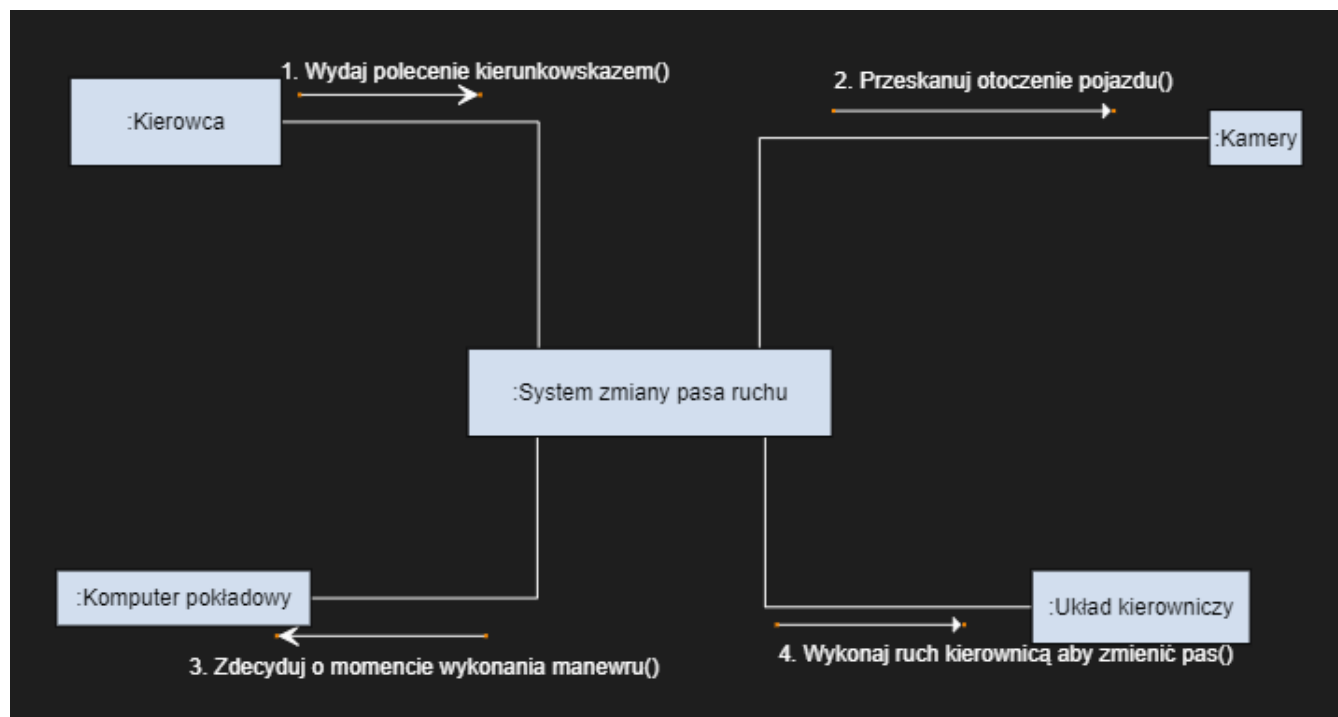 1. Wydaj polecenie kierunkowskazem()
2. Przeskanuj otoczenie pojazdu()
:Kierowca
:Kamery
:System zmiany pasa ruchu
:Komputer pokładowy
:Układ kierowniczy
3. Zdecyduj o momencie wykonania manewru()
4. Wykonaj ruch kierownicą aby zmienić pas()